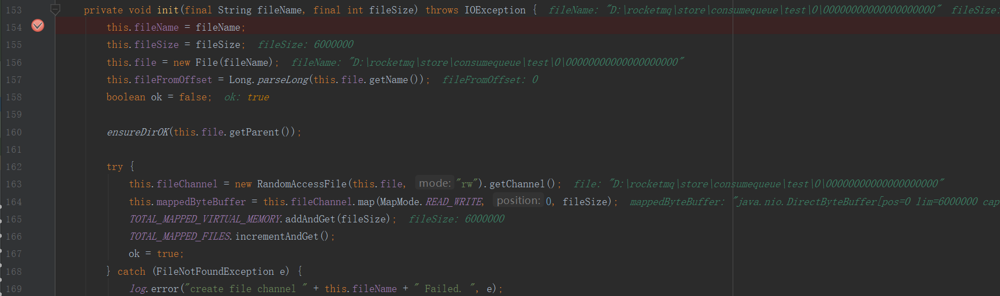 153 private void init(final String fileName, final int fileSize) throws IOException { fileName: "D:\rocketmq\store\consumequeue\test\0\00000000000000000000" fileSize:
154 this.fileName = fileName;
155 this.fileSize = fileSize; fileSize: 6000000
156 this.file = new File(fileName); fileName: "D:\rocketmq\store\consumequeue\test\0\00000000000000000000"
157 this.fileFromOffset = Long.parseLong(this.file.getName()); fileFromOffset: 0
158 boolean ok = false; ok: true
159
160 ensureDirOK(this.file.getParent());
161
162 try {
163 this.fileChannel = new RandomAccessFile(this.file, mode: "rw").getChannel(); file: "D:\rocketmq\store\consumequeue\test\0\00000000000000000000"
164 this.mappedByteBuffer = this.fileChannel.map(MapMode.READ_WRITE, position: 0, fileSize); mappedByteBuffer: "java.nio.DirectByteBuffer[pos=0 lim=6000000 cap
165 TOTAL_MAPPED_VIRTUAL_MEMORY.addAndGet(fileSize); fileSize: 6000000
166 TOTAL_MAPPED_FILES.incrementAndGet();
167 ok = true;
168 } catch (FileNotFoundException e) {
169 log.error("create file channel " + this.fileName + " Failed. ", e);